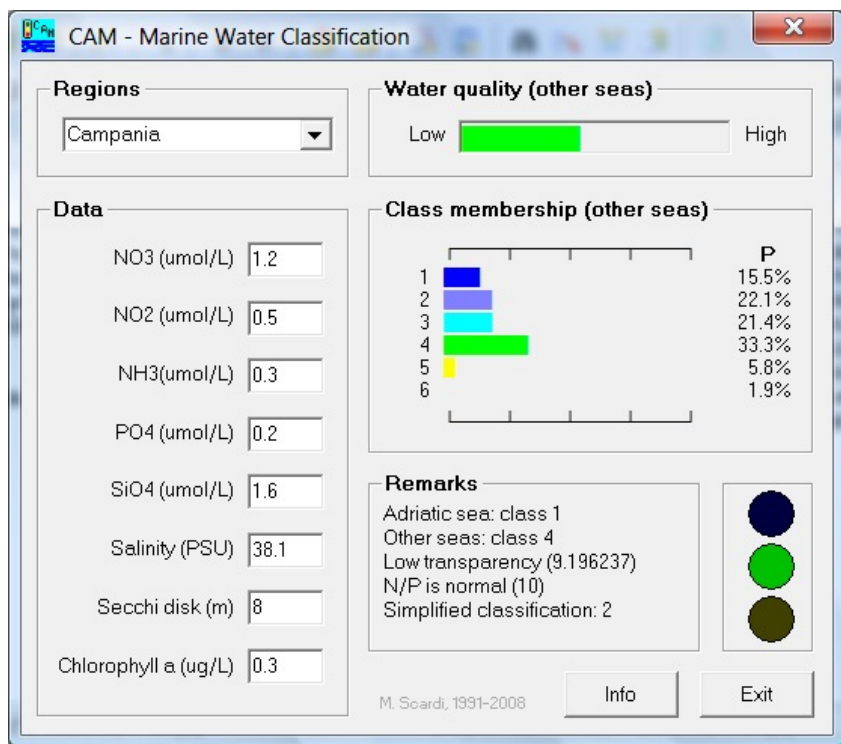 CAM
CAM - Marine Water Classification
Regions
Campania
Water quality (other seas)
Low High
Data
NO3 (umol/L) 1.2
NO2 (umol/L) 0.5
NH3(umol/L) 0.3
PO4 (umol/L) 0.2
SiO4 (umol/L) 1.6
Salinity (PSU) 38.1
Secchi disk (m) 8
Chlorophyll a (ug/L) 0.3
Class membership (other seas)
P
1 15.5%
2 22.1%
3 21.4%
4 33.3%
5 5.8%
6 1.9%
Remarks
Adriatic sea: class 1
Other seas: class 4
Low transparency (9.196237)
N/P is normal (10)
Simplified classification: 2
M. Scardi, 1991-2008
Info
Exit